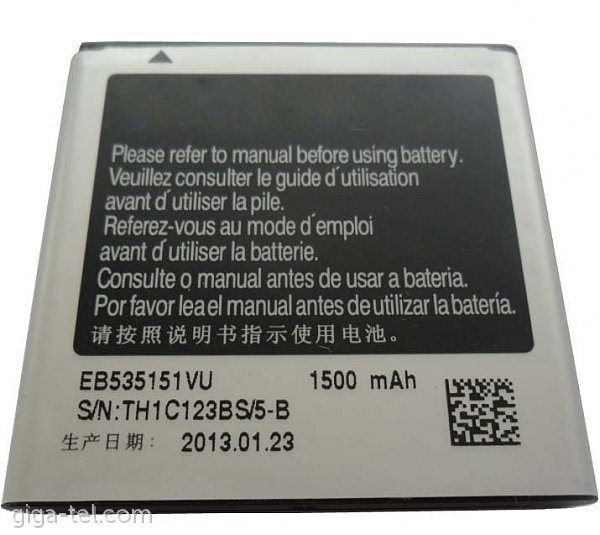 Please refer to manual before using battery.
Veuillez consulter le guide d'utilisation
avant d'utiliser la pile.
Referez-vous au mode d'emploi
avant d'utiliser la batterie.
Consulte o manual antes de usar a bateria.
Por favor lea el manual antes de utilizar la batería.
请按照说明书指示使用电池。
EB535151VU 1500 mAh
S/N:TH1C123BS/5-B
生产日期: 2013.01.23
giga-tel.com